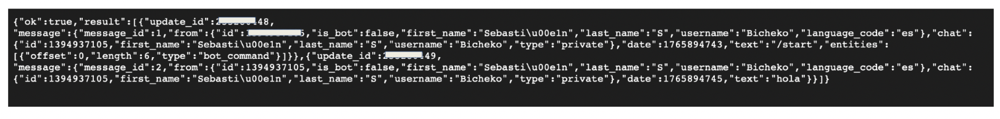 {"ok":true,"result":[{"update_id":48,
"message":{"message_id":1,"from":{"id":5,"is_bot":false,"first_name":"Sebasti\u00e1n","last_name":"S","username":"Bicheko","language_code":"es"},"chat":
{"id":1394937105,"first_name":"Sebasti\u00e1n","last_name":"S","username":"Bicheko","type":"private"},"date":1765894743,"text":"/start","entities":
[{"offset":0,"length":6,"type":"bot_command"}]}},{"update_id":49,
"message":{"message_id":2,"from":{"id":1394937105,"is_bot":false,"first_name":"Sebasti\u00e1n","last_name":"S","username":"Bicheko","language_code":"es"},"chat":
{"id":1394937105,"first_name":"Sebasti\u00e1n","last_name":"S","username":"Bicheko","type":"private"},"date":1765894745,"text":"hola"}}]}